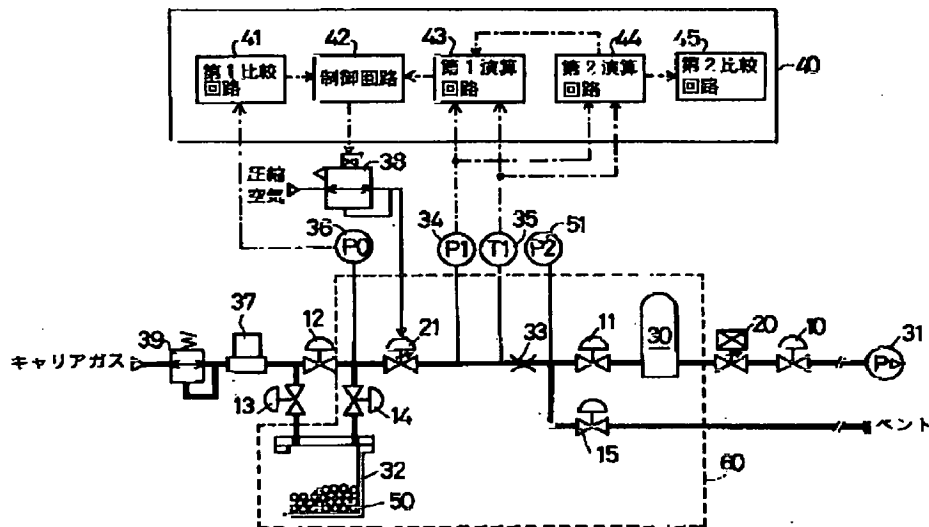 41
42
43
44
45
第1比較
回路
制御回路
第1演算
回路
第2演算
回路
第2比較
回路
40
圧縮
空気
38
36
P0
34
P1
T1
35
51
P2
39
37
12
21
33
11
30
20
10
31
P
キャリアガス
13
14
15
ベント
32
50
60